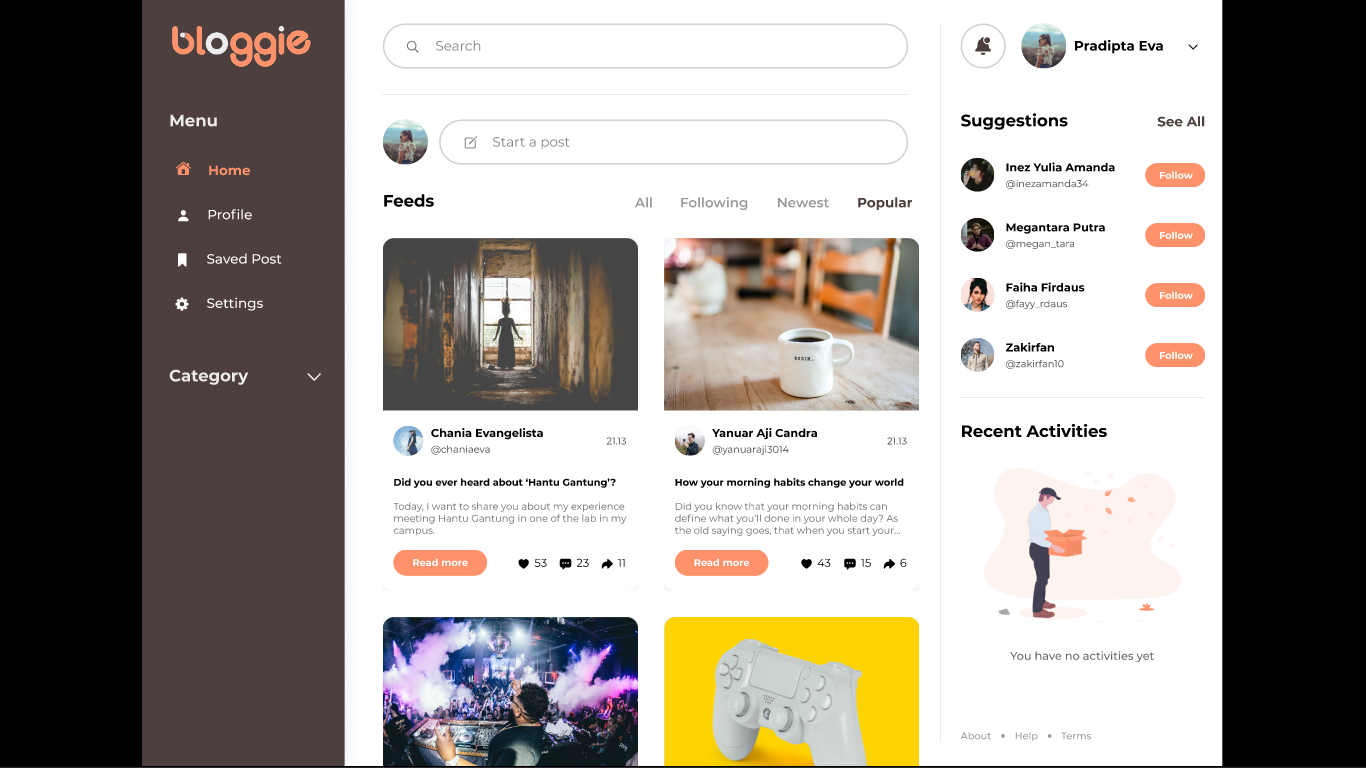 bloggie
Menu
Home
Profile
Saved Post
Settings
Category
Search
Start a post
Feeds
All
Following
Newest
Popular
Chania Evangelista
@chaniaeva
21.13
Did you ever heard about ‘Hantu Gantung’?
Today, I want to share you about my experience
meeting Hantu Gantung in one of the lab in my
campus.
Read more
53
23
11
BEGIN.
Yanuar Aji Candra
@yanuaraji3014
21.13
How your morning habits change your world
Did you know that your morning habits can
define what you’ll done in your whole day? As
the old saying goes, that when you start your...
Read more
43
15
6
Pradipta Eva
Suggestions
See All
Inez Yulia Amanda
@inezamanda34
Follow
Megantara Putra
@megan_tara
Follow
Faiha Firdaus
@fayy_rdaus
Follow
Zakirfan
@zakirfan10
Follow
Recent Activities
You have no activities yet
About • Help • Terms